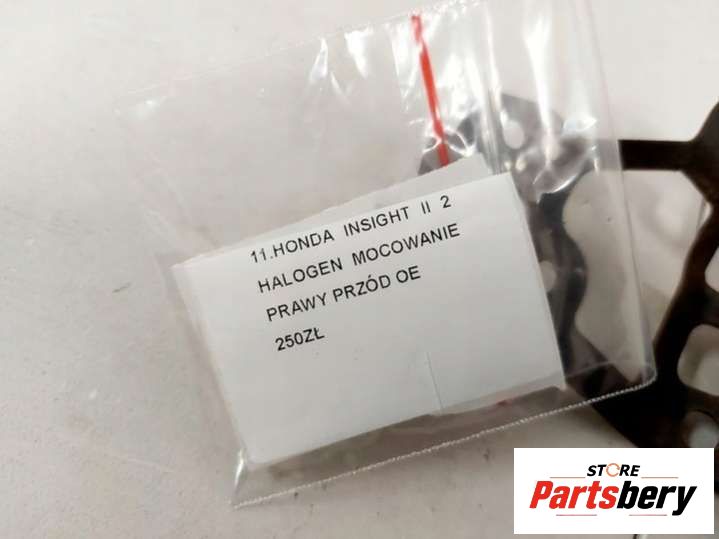 11.HONDA INSIGHT II 2
HALOGEN MOCOWANIE
PRAWY PRZÓD OE
250ZŁ
STORE
Partsbery